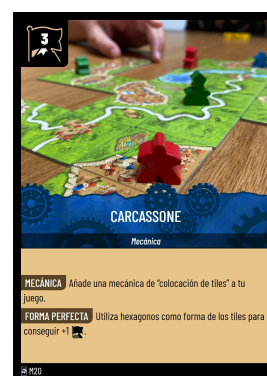 3
CARCASSONE
Mecánica
MECÁNICA Añade una mecánica de "colocación de tiles" a tu
juego.
FORMA PERFECTA Utiliza hexagonos como forma de los tiles para
conseguir +1 .
M20